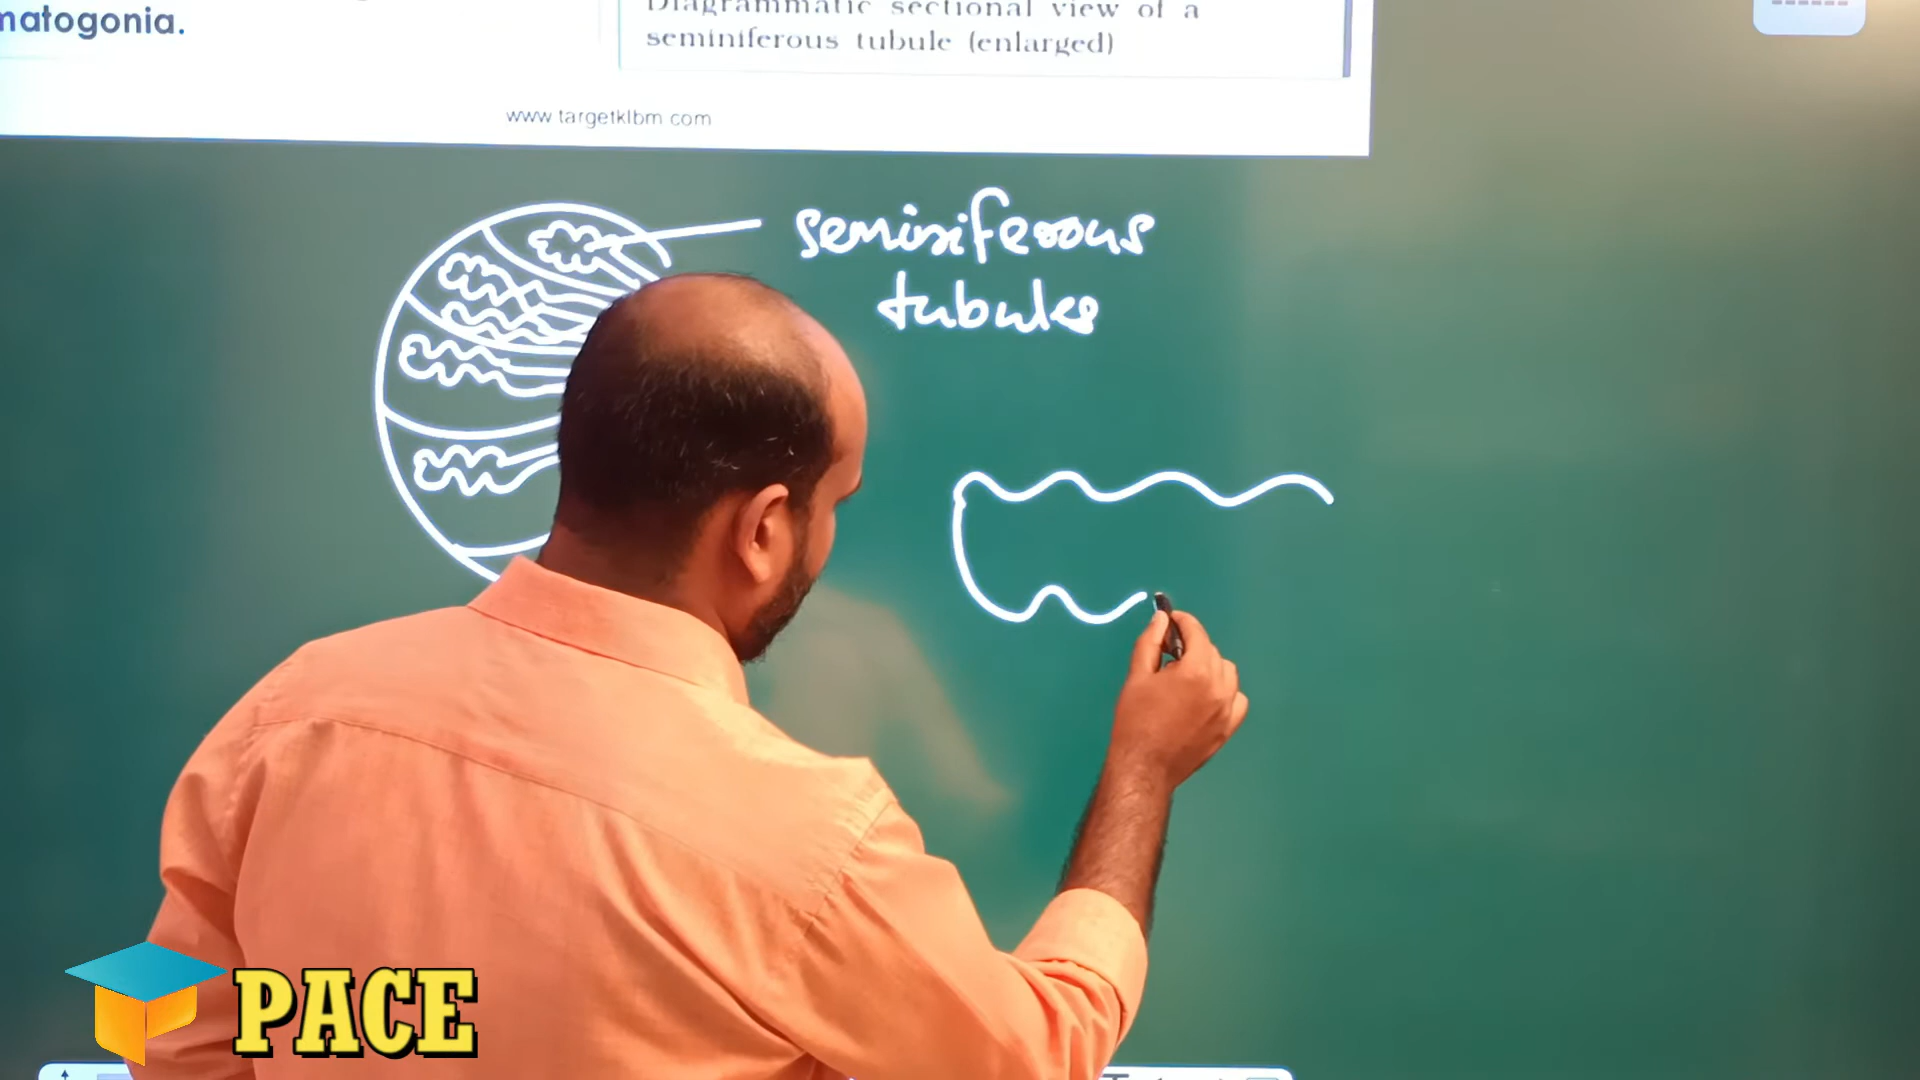 matogonia.
Diagrammatic sectional view of a
seminiferous tubule (enlarged)
www.targetklbm.com
seminiferous
tubules
PACE